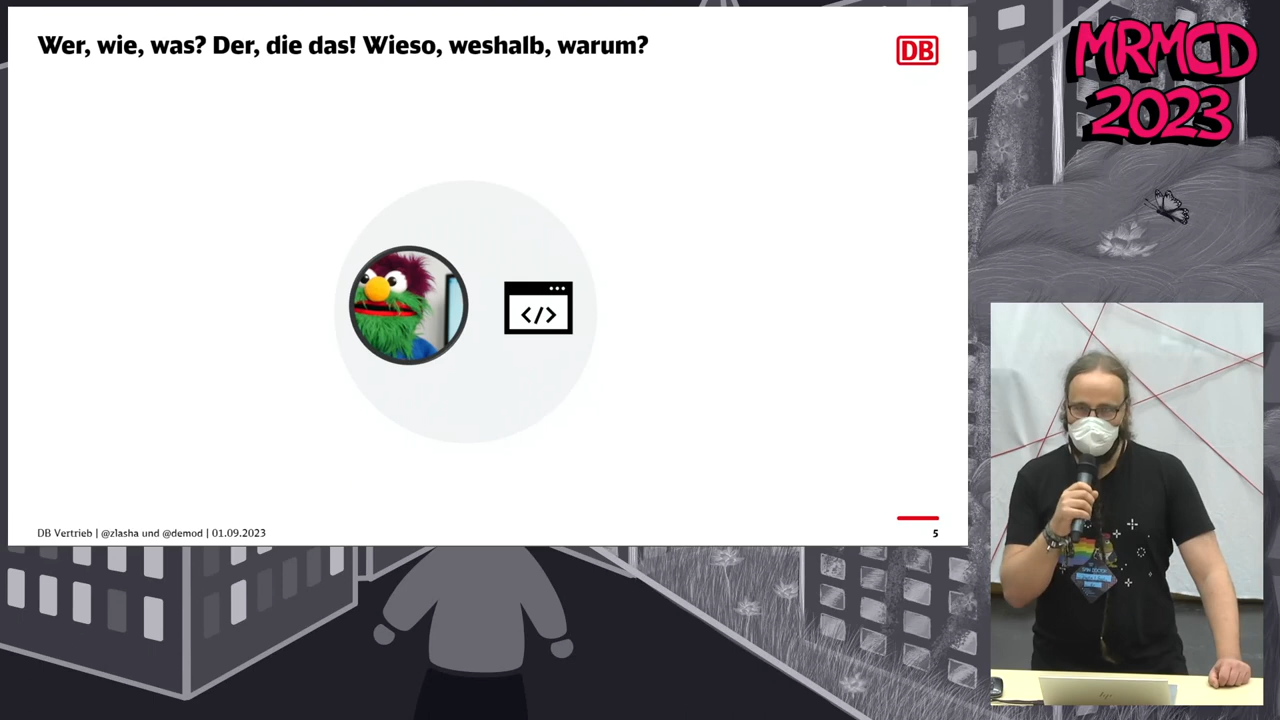 Wer, wie, was? Der, die das! Wieso, weshalb, warum?
DB
MRMCD
2023
</>
DB Vertrieb | @zlasha und @demod | 01.09.2023
5
hp